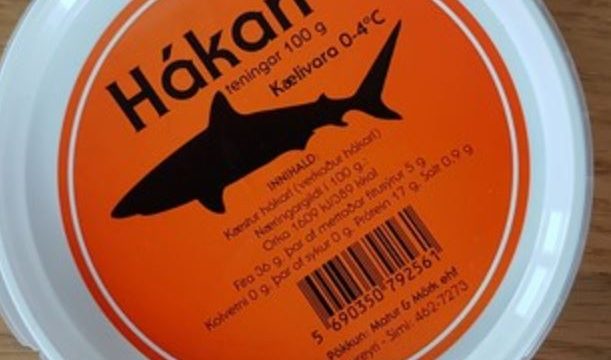 Hákarl
teningar 100 g
Kælivara 0-4°C
INNIHALD
Kæstur hákarl (verkaður hákarl)
Næringargildi í 100 g.:
Orka 1609 kJ/389 kkal
Fita 36 g, þar af mettaðar fitusýrur 5 g
Kolvetni 0 g, þar af sykur 0 g. Prótein 17 g. Salt 0.9 g
5 690350 792561
Pökkun: Matur & Mörk ehf
Sími: 462-7273